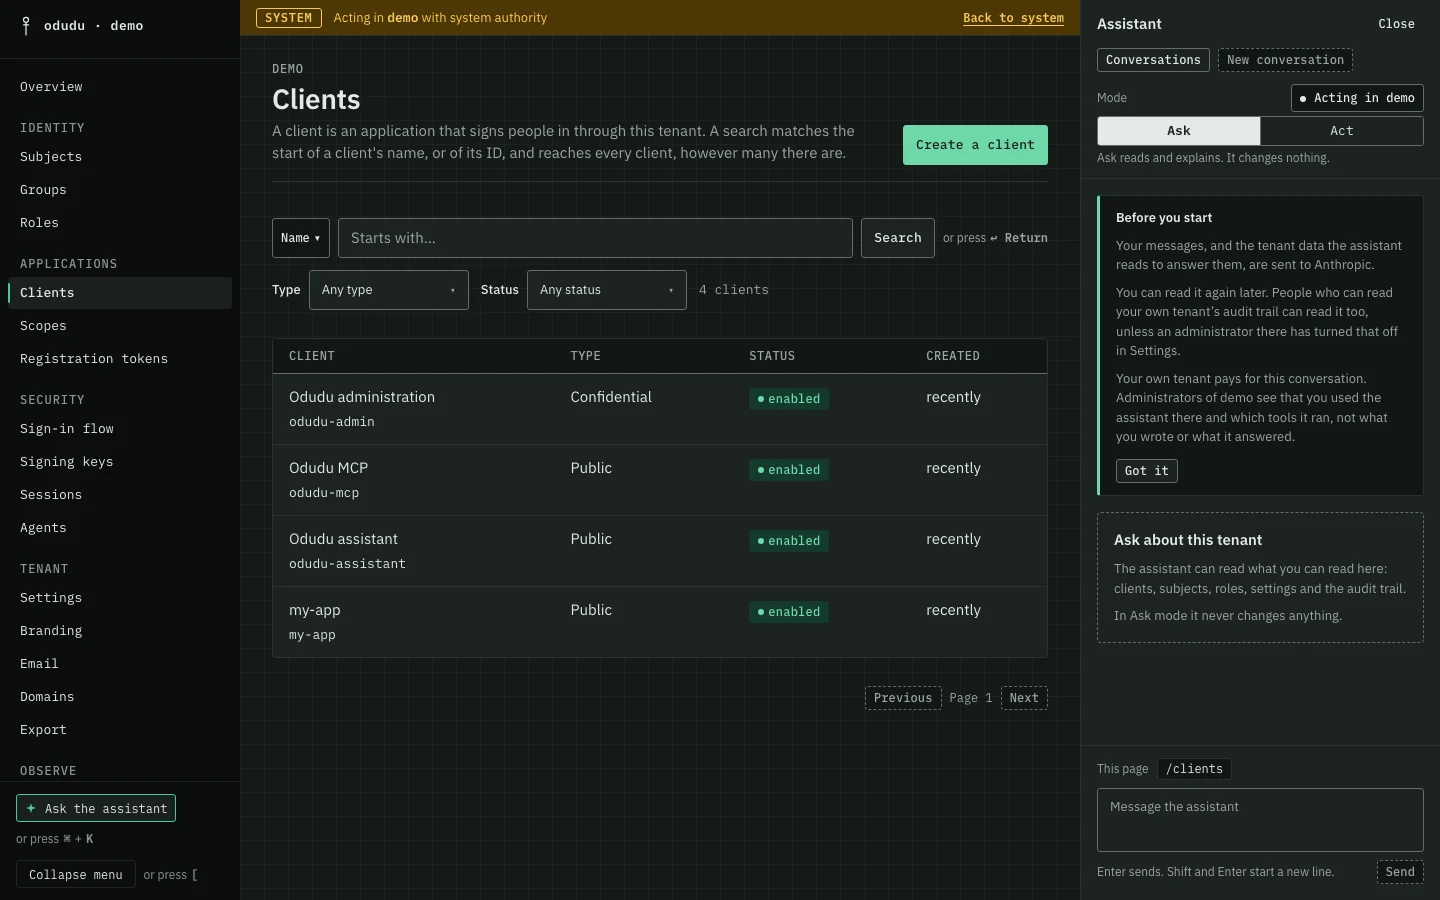 odudu · demo
Overview
IDENTITY
Subjects
Groups
Roles
APPLICATIONS
Clients
Scopes
Registration tokens
SECURITY
Sign-in flow
Signing keys
Sessions
Agents
TENANT
Settings
Branding
Email
Domains
Export
OBSERVE
Ask the assistant
or press ⌘ + K
Collapse menu or press [
SYSTEM Acting in demo with system authority Back to system
DEMO
Clients
A client is an application that signs people in through this tenant. A search matches the
start of a client's name, or of its ID, and reaches every client, however many there are.
Create a client
Name ▾ Starts with... Search or press ↵ Return
Type Any type ▾ Status Any status ▾ 4 clients
CLIENT TYPE STATUS CREATED
Odudu administration Confidential enabled recently
odudu-admin
Odudu MCP Public enabled recently
odudu-mcp
Odudu assistant Public enabled recently
odudu-assistant
my-app Public enabled recently
my-app
Previous Page 1 Next
Assistant Close
Conversations New conversation
Mode Acting in demo
Ask Act
Ask reads and explains. It changes nothing.
Before you start
Your messages, and the tenant data the assistant
reads to answer them, are sent to Anthropic.
You can read it again later. People who can read
your own tenant’s audit trail can read it too,
unless an administrator there has turned that off
in Settings.
Your own tenant pays for this conversation.
Administrators of demo see that you used the
assistant there and which tools it ran, not what
you wrote or what it answered.
Got it
Ask about this tenant
The assistant can read what you can read here:
clients, subjects, roles, settings and the audit trail.
In Ask mode it never changes anything.
This page /clients
Message the assistant
Enter sends. Shift and Enter start a new line. Send